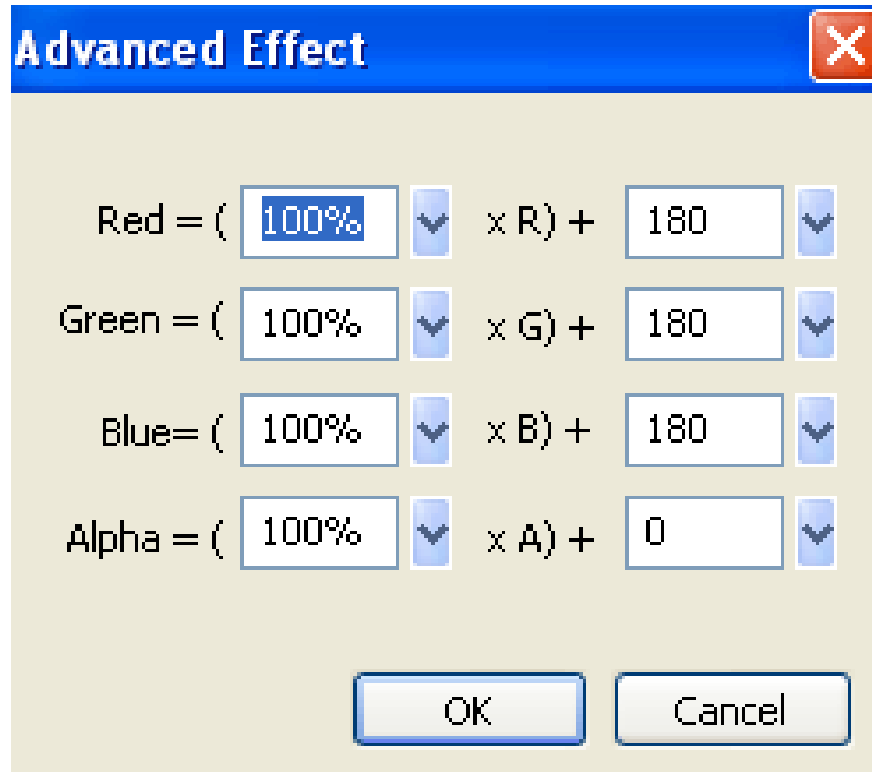 Advanced Effect
Red = ( 100% x R) + 180
Green = ( 100% x G) + 180
Blue= ( 100% x B) + 180
Alpha = ( 100% x A) + 0
OK Cancel